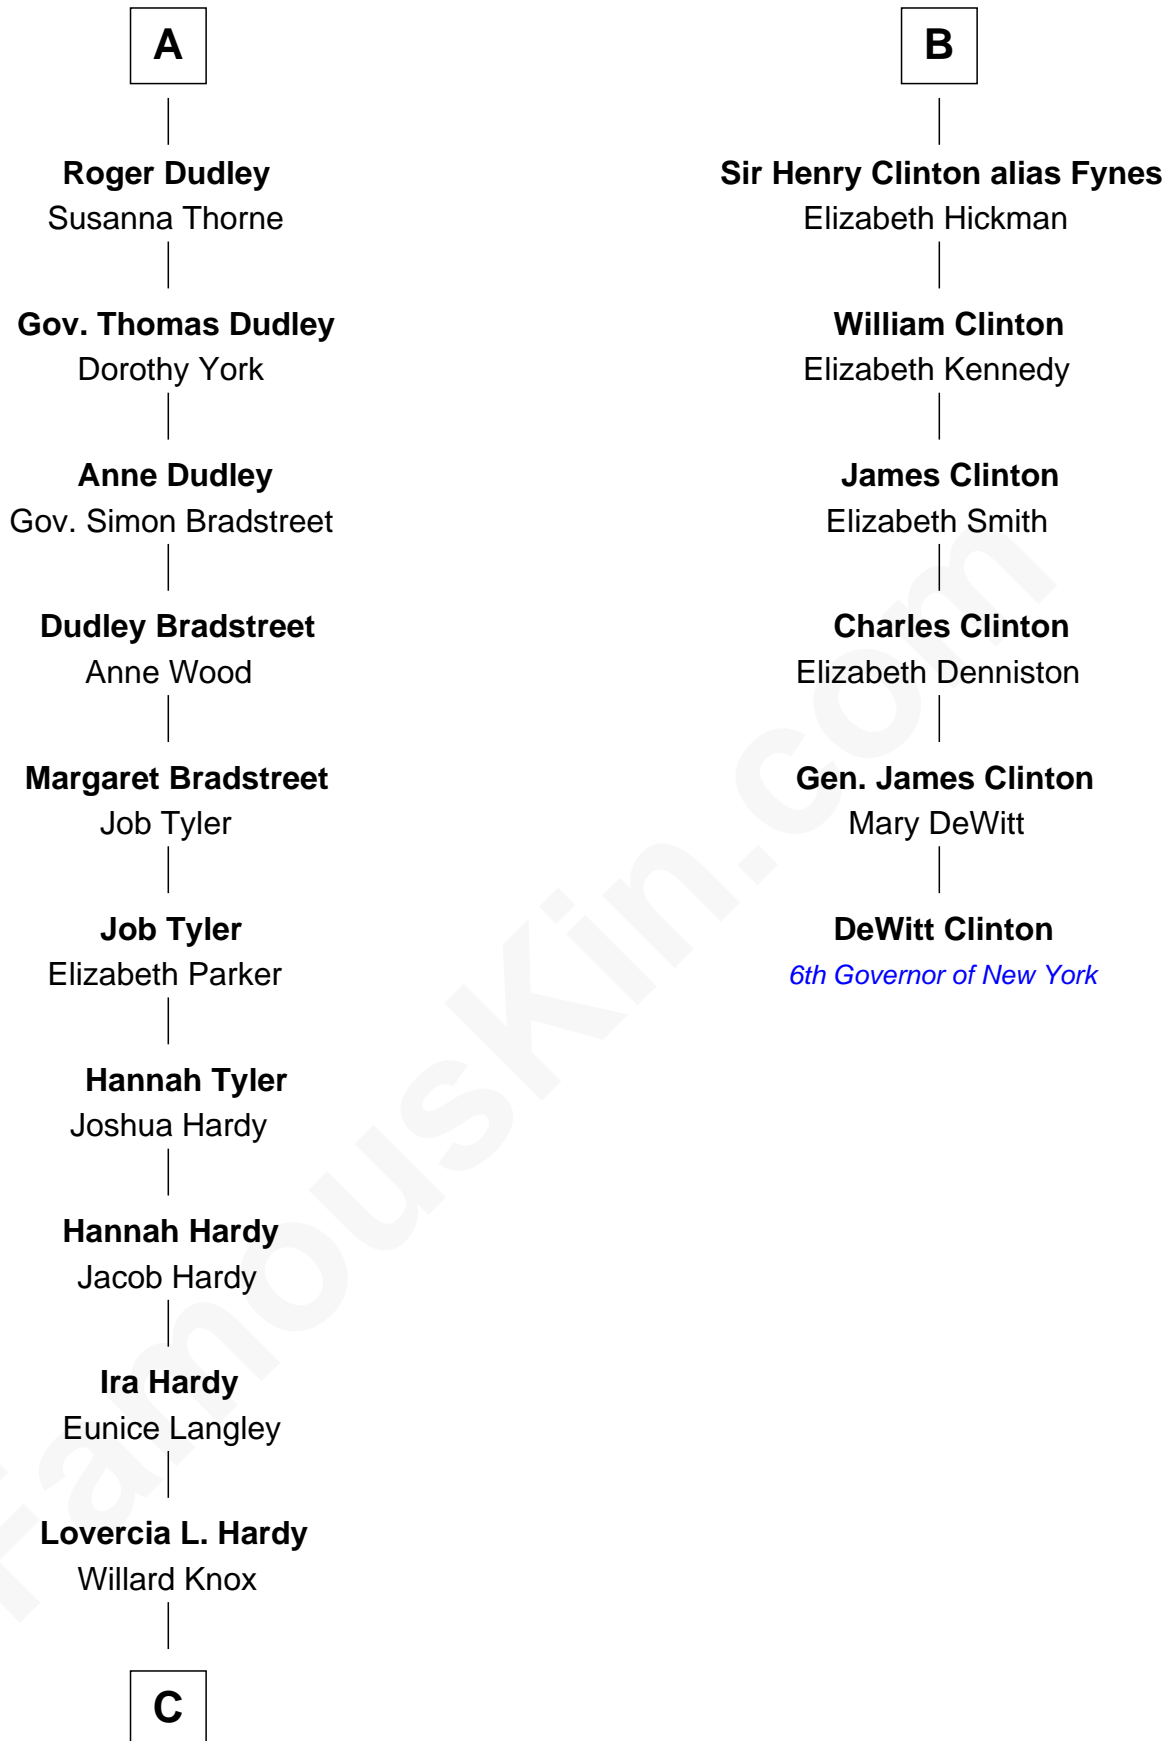 A
Roger Dudley
Susanna Thorne
Gov. Thomas Dudley
Dorothy York
Anne Dudley
Gov. Simon Bradstreet
Dudley Bradstreet
Anne Wood
Margaret Bradstreet
Job Tyler
Job Tyler
Elizabeth Parker
Hannah Tyler
Joshua Hardy
Hannah Hardy
Jacob Hardy
Ira Hardy
Eunice Langley
Lovercia L. Hardy
Willard Knox
C
B
Sir Henry Clinton alias Fynes
Elizabeth Hickman
William Clinton
Elizabeth Kennedy
James Clinton
Elizabeth Smith
Charles Clinton
Elizabeth Denniston
Gen. James Clinton
Mary DeWitt
DeWitt Clinton
6th Governor of New York
FamousKin.com